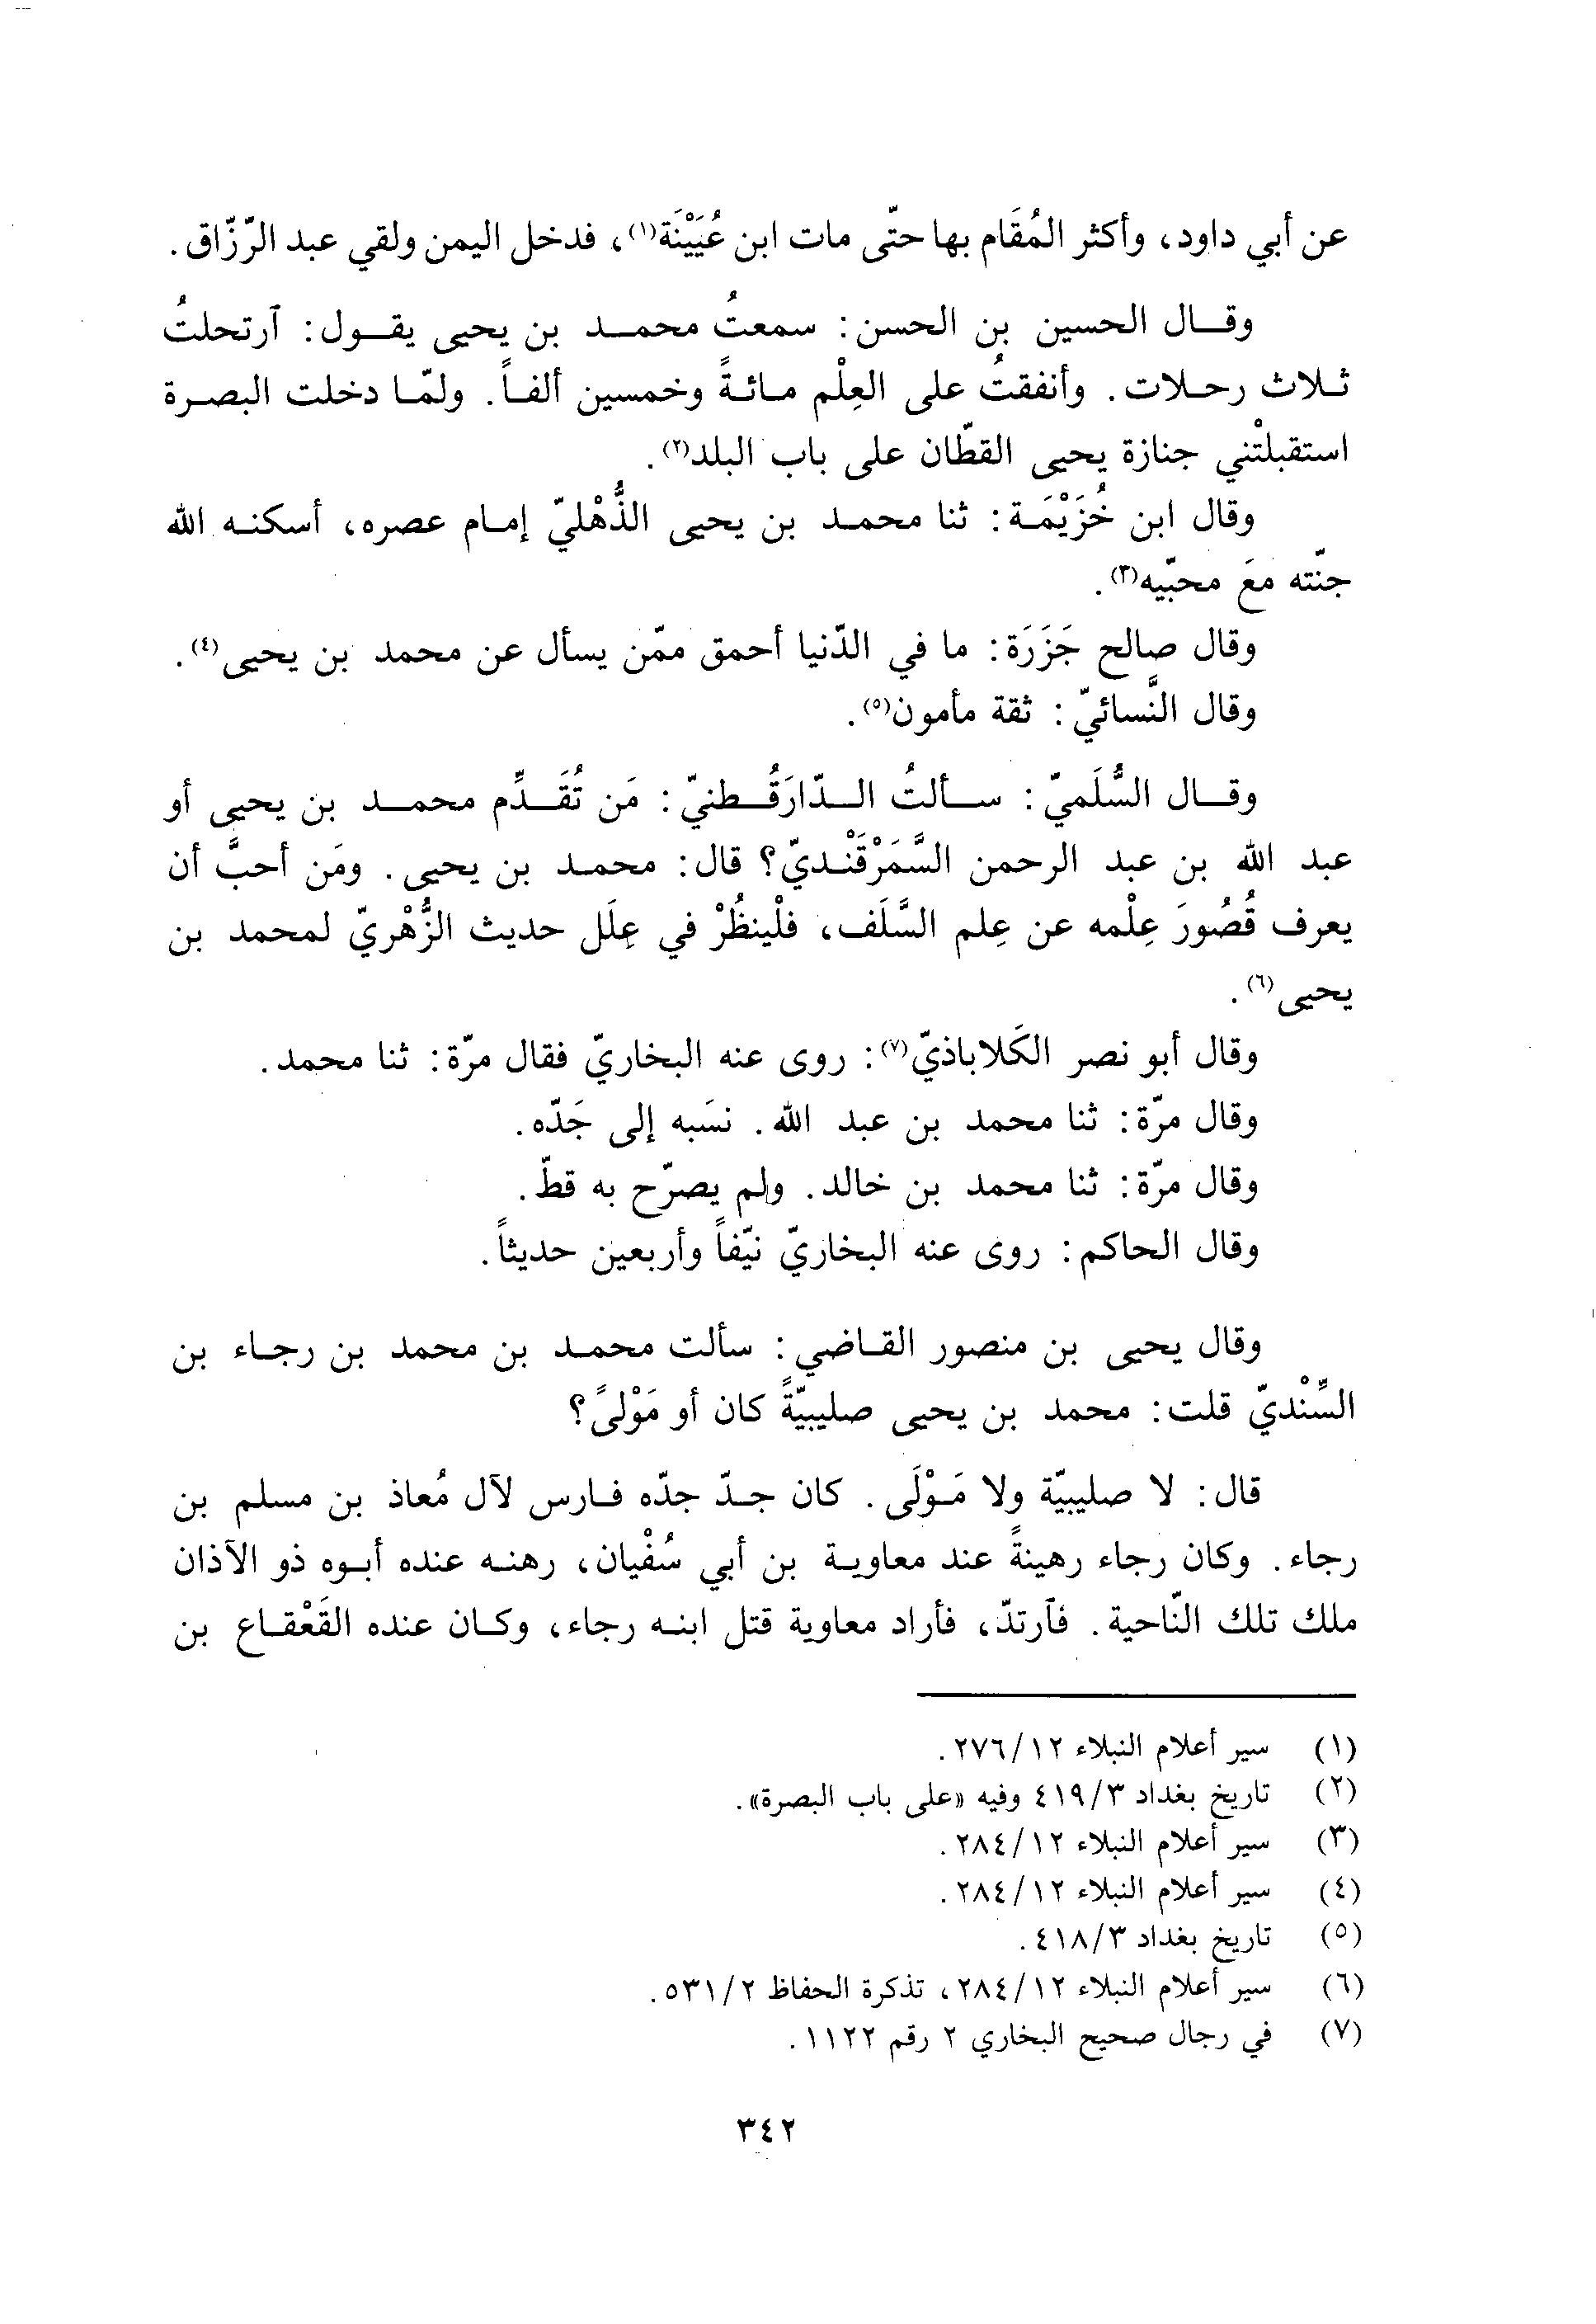 عن أبي داود، وأكثر المُقَام بها حتّى مات ابن عُيَيْنَة(١)، فدخل اليمن ولقي عبد الرّزّاق.
وقال الحسين بن الحسن: سمعتُ محمد بن يحيى يقول: آرتحلتُ
ثلاث رحلات. وأنفقتُ على العِلْم مائةً وخمسين ألفاً. ولمّا دخلت البصرة
استقبلتْني جنازة يحيى القطّان على باب البلد(٢).
وقال ابن خُزَيْمَة: ثنا محمد بن يحيى الذُّهْليّ إمام عصره، أسكنه الله
جنّته معَ محبّيه(٣).
وقال صالح جَزَرَة: ما في الدّنيا أحمق ممّن يسأل عن محمد بن يحيى(٤).
وقال النَّسائيّ: ثقة مأمون(٥).
وقال السُّلَميّ: سألتُ الدّارَقُطنيّ: مَن تُقَدِّم محمد بن يحيى أو
عبد الله بن عبد الرحمن السَّمَرْقَنْديّ؟ قال: محمد بن يحيى. ومَن أحبَّ أن
يعرف قُصُورَ عِلْمه عن عِلم السَّلَف، فلْينظُرْ في عِلَل حديث الزُّهْريّ لمحمد بن
يحيى(٦).
وقال أبو نصر الكَلاباذيّ(٧): روى عنه البخاريّ فقال مرّة: ثنا محمد.
وقال مرّة: ثنا محمد بن عبد الله. نسَبه إلى جَدّه.
وقال مرّة: ثنا محمد بن خالد. ولم يصرّح به قطّ.
وقال الحاكم: روى عنه البخاريّ نيّفاً وأربعين حديثاً.
وقال يحيى بن منصور القاضي: سألت محمد بن محمد بن رجاء بن
السِّنْديّ قلت: محمد بن يحيى صليبيّةً كان أو مَوْلىً؟
قال: لا صليبيّة ولا مَوْلَى. كان جدّ جدّه فارس لآل مُعاذ بن مسلم بن
رجاء. وكان رجاء رهينةً عند معاوية بن أبي سُفْيان، رهنه عنده أبوه ذو الآذان
ملك تلك النّاحية. فآرتدّ، فأراد معاوية قتل ابنه رجاء، وكان عنده القَعْقاع بن
(١) سير أعلام النبلاء ٢٧٦/١٢.
(٢) تاريخ بغداد ٤١٩/٣ وفيه «على باب البصرة».
(٣) سير أعلام النبلاء ٢٨٤/١٢.
(٤) سير أعلام النبلاء ٢٨٤/١٢.
(٥) تاريخ بغداد ٤١٨/٣.
(٦) سير أعلام النبلاء ٢٨٤/١٢، تذكرة الحفاظ ٥٣١/٢.
(٧) في رجال صحيح البخاري ٢ رقم ١١٢٢.
٣٤٢